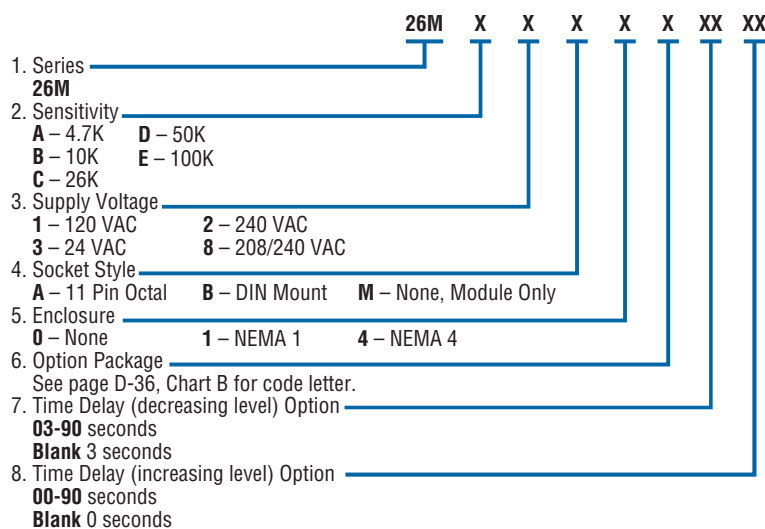 26M X X X X X XX XX
1. Series
26M
2. Sensitivity
A – 4.7K D – 50K
B – 10K E – 100K
C – 26K
3. Supply Voltage
1 – 120 VAC 2 – 240 VAC
3 – 24 VAC 8 – 208/240 VAC
4. Socket Style
A – 11 Pin Octal B – DIN Mount M – None, Module Only
5. Enclosure
0 – None 1 – NEMA 1 4 – NEMA 4
6. Option Package
See page D-36, Chart B for code letter.
7. Time Delay (decreasing level) Option
03-90 seconds
Blank 3 seconds
8. Time Delay (increasing level) Option
00-90 seconds
Blank 0 seconds